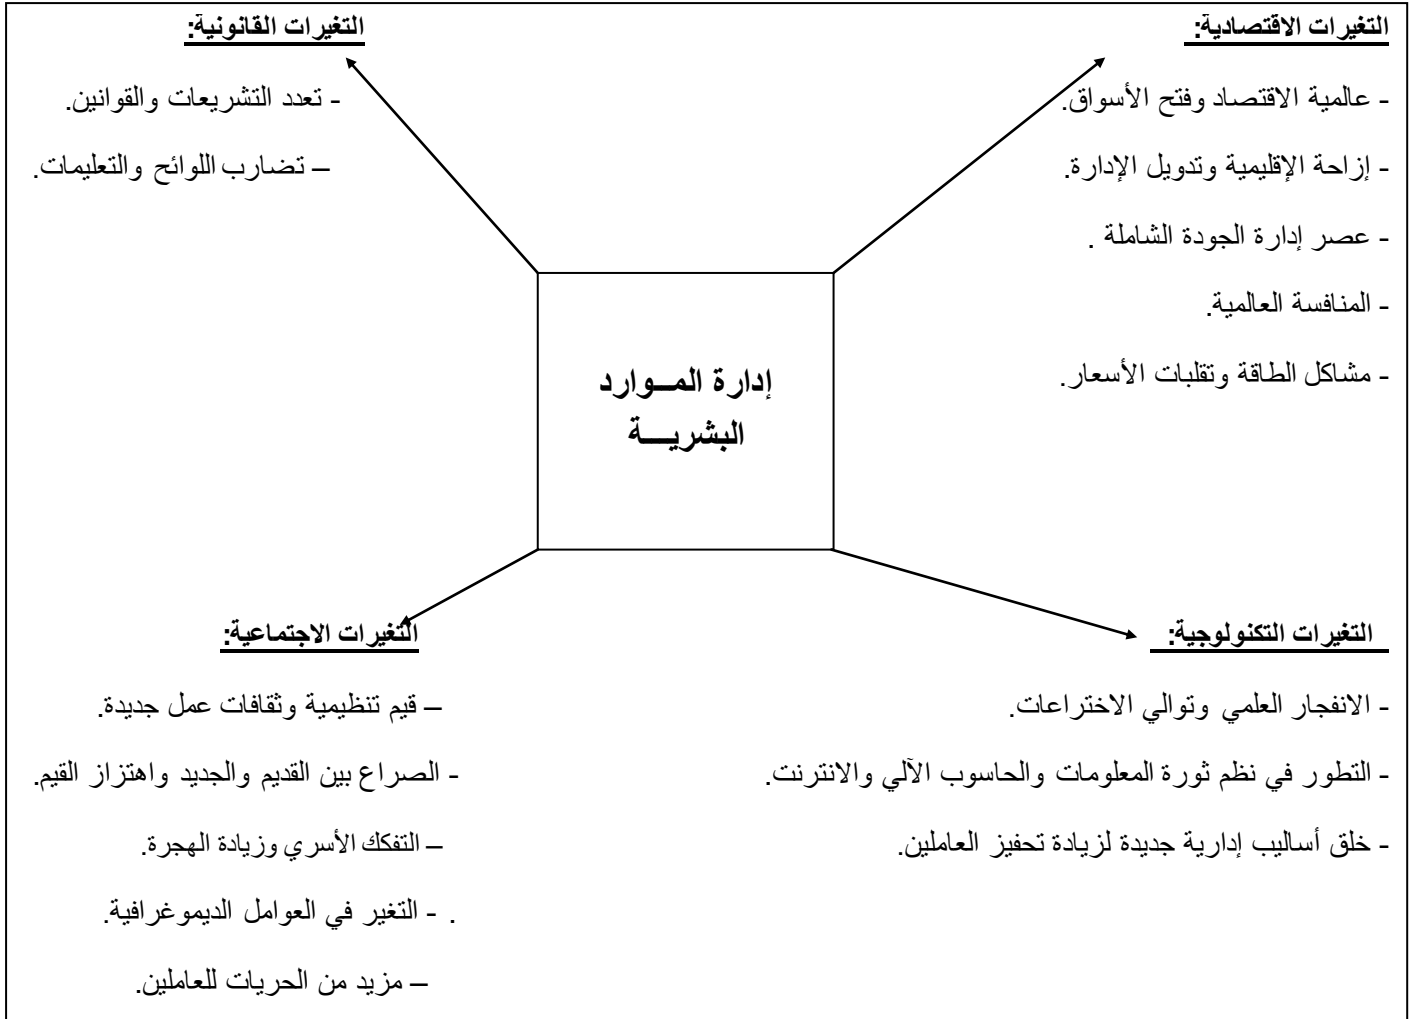 التغيرات الاقتصادية:
- عالمية الاقتصاد وفتح الأسواق.
- إزاحة الإقليمية وتدويل الإدارة.
- عصر إدارة الجودة الشاملة .
- المنافسة العالمية.
- مشاكل الطاقة وتقلبات الأسعار.
التغيرات القانونية:
- تعدد التشريعات والقوانين.
– تضارب اللوائح والتعليمات.
إدارة المــوارد
البشريـــة
التغيرات التكنولوجية:
- الانفجار العلمي وتوالي الاختراعات.
- التطور في نظم ثورة المعلومات والحاسوب الآلي والانترنت.
- خلق أساليب إدارية جديدة لزيادة تحفيز العاملين.
التغيرات الاجتماعية:
– قيم تنظيمية وثقافات عمل جديدة.
- الصراع بين القديم والجديد واهتزاز القيم.
– التفكك الأسري وزيادة الهجرة.
. - التغير في العوامل الديموغرافية.
– مزيد من الحريات للعاملين.